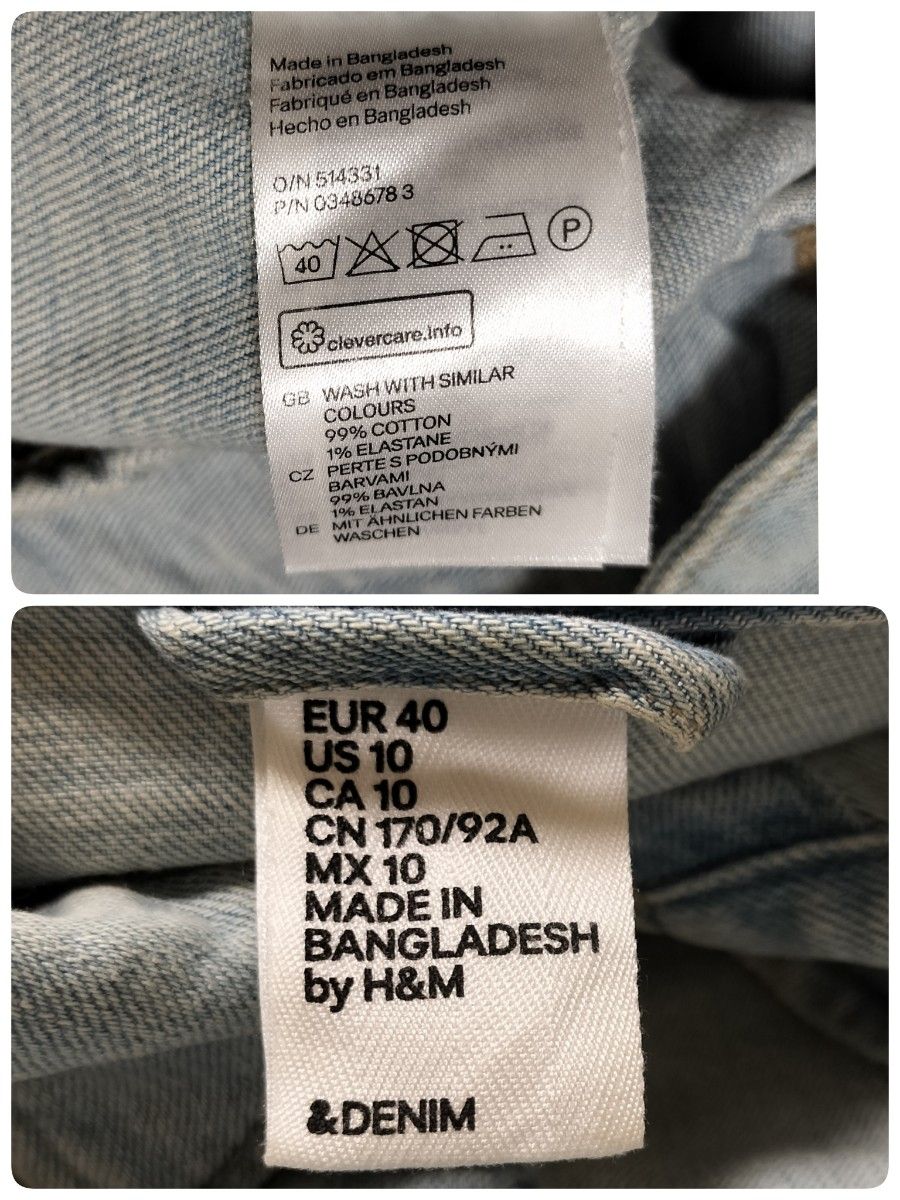 Made in Bangladesh
Fabricado em Bangladesh
Fabriqué en Bangladesh
Hecho en Bangladesh
O/N 514331
P/N 0348678 3
40
P
clevercare.info
GB WASH WITH SIMILAR
COLOURS
99% COTTON
1% ELASTANE
CZ PERTE S PODOBNÝMI
BARVAMI
99% BAVLNA
1% ELASTAN
DE MIT ÄHNLICHEN FARBEN
WASCHEN
EUR 40
US 10
CA 10
CN 170/92A
MX 10
MADE IN
BANGLADESH
by H&M
&DENIM